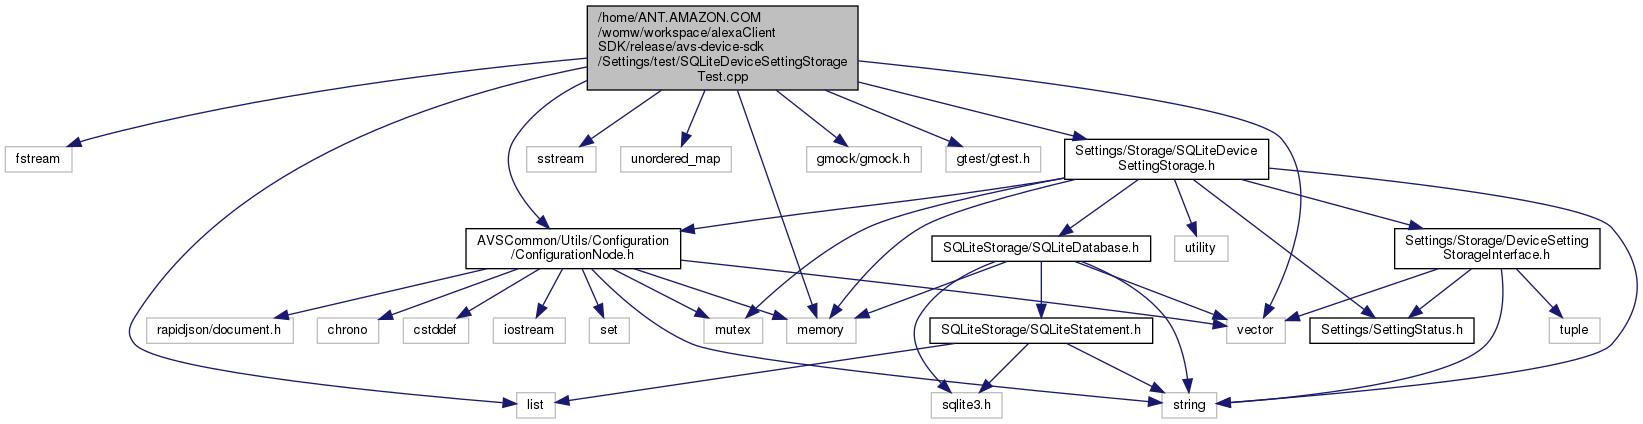 /home/ANT.AMAZON.COM
/womw/workspace/alexaClient
SDK/release/avs-device-sdk
/Settings/test/SQLiteDeviceSettingStorage
Test.cpp
fstream
sstream
unordered_map
gmock/gmock.h
gtest/gtest.h
Settings/Storage/SQLiteDevice
SettingStorage.h
AVSCommon/Utils/Configuration
/ConfigurationNode.h
SQLiteStorage/SQLiteDatabase.h
utility
Settings/Storage/DeviceSetting
StorageInterface.h
rapidjson/document.h
chrono
cstddef
iostream
set
mutex
memory
SQLiteStorage/SQLiteStatement.h
vector
Settings/SettingStatus.h
tuple
list
sqlite3.h
string